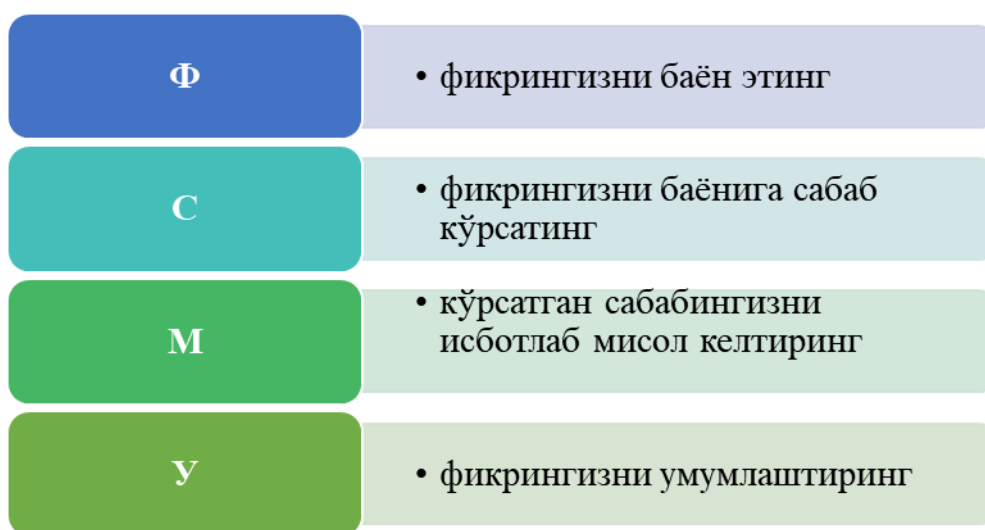 Ф
• фикрингизни баён этинг
С
• фикрингизни баёнига сабаб
кўрсатинг
М
• кўрсатган сабабингизни
исботлаб мисол келтиринг
У
• фикрингизни умумлаштиринг